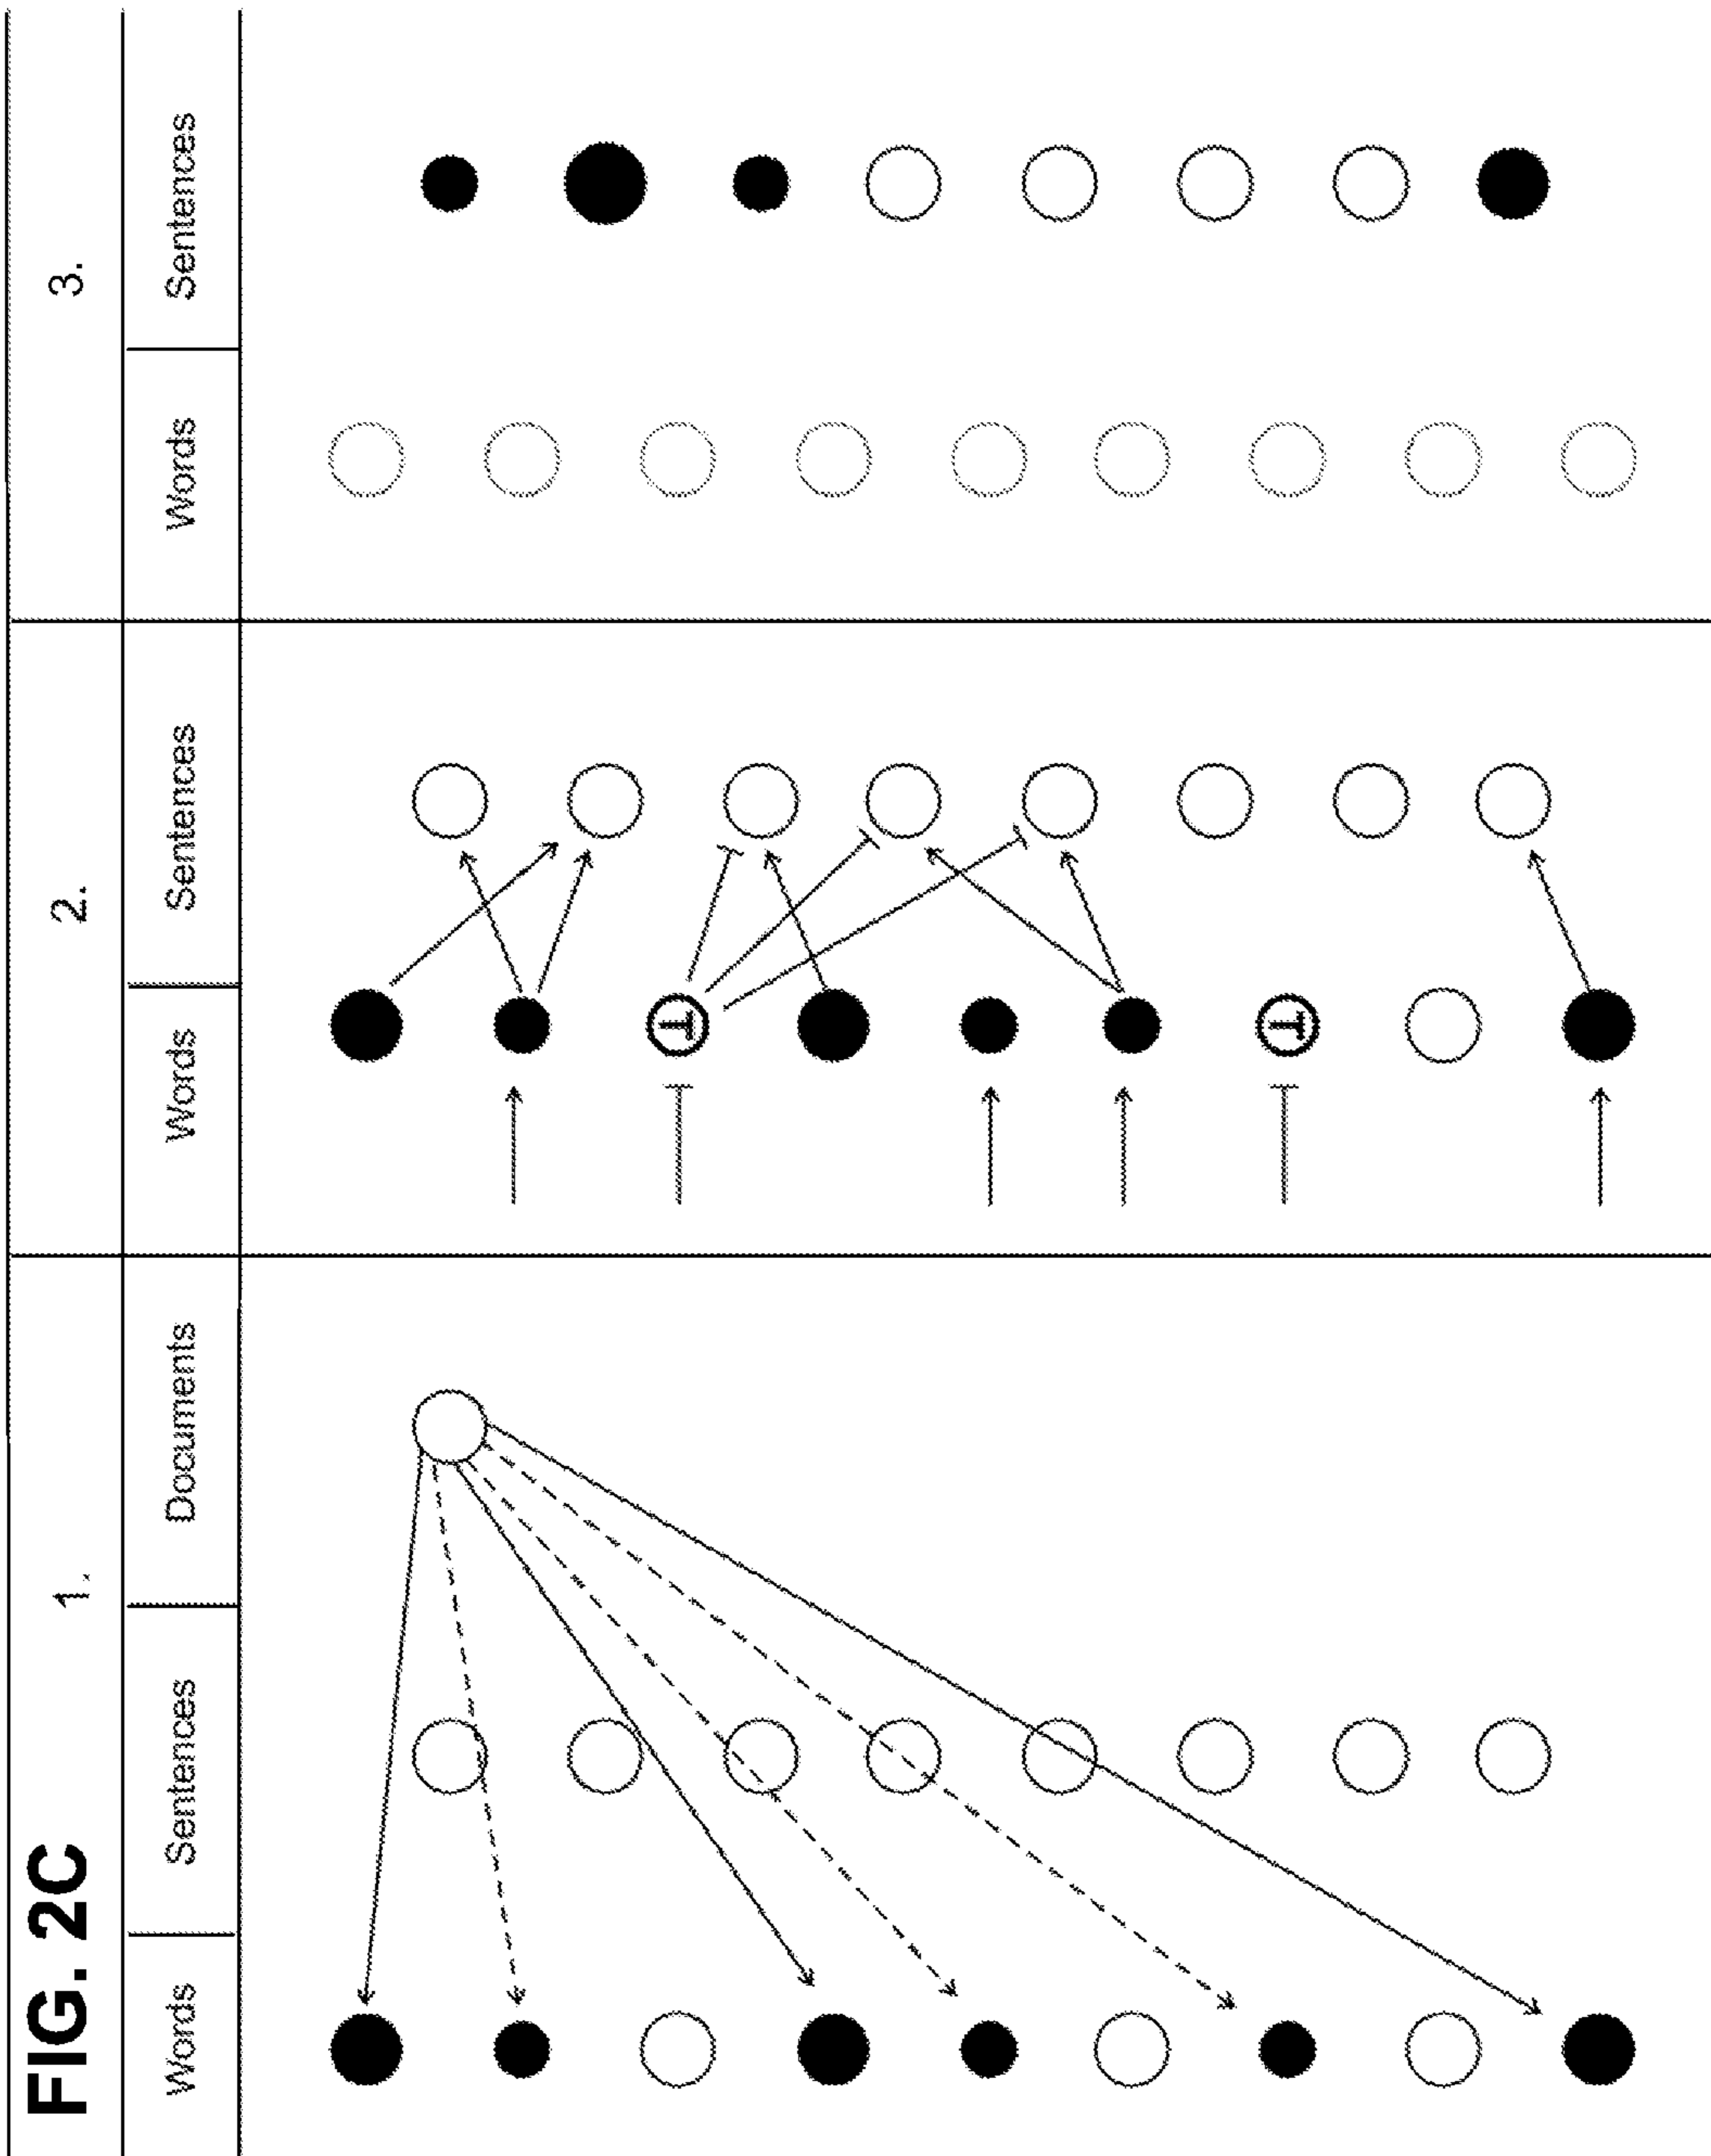 FIG. 2C
1.
2.
3.
Words
Sentences
Documents
Words
Sentences
Words
Sentences
T
T